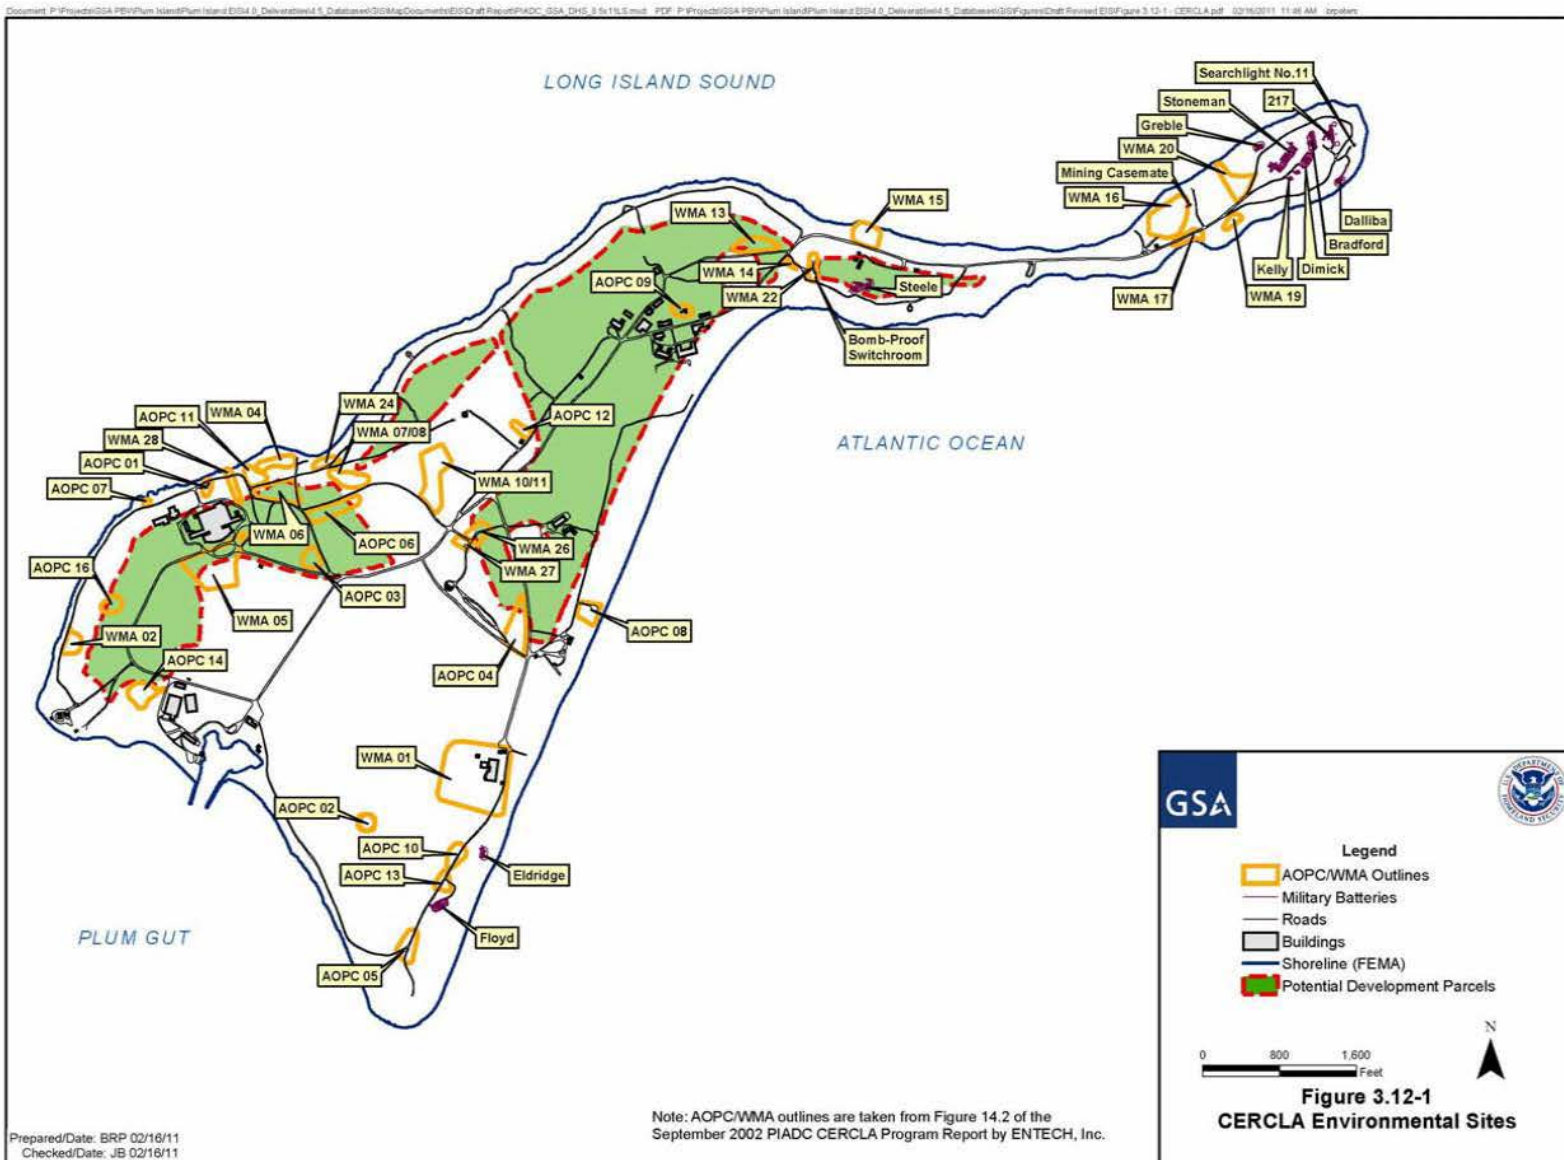 LONG ISLAND SOUND
Searchlight No.11
Stoneman
217
Greble
WMA 20
Mining Casemate
WMA 16
WMA 15
WMA 13
Dalliba
Bradford
Kelly
Dimick
WMA 14
AOPC 09
WMA 22
Steele
WMA 17
WMA 19
Bomb-Proof
Switchroom
WMA 24
AOPC 11
WMA 04
AOPC 12
WMA 28
WMA 07/08
ATLANTIC OCEAN
AOPC 01
AOPC 07
WMA 10/11
WMA 06
AOPC 06
WMA 26
AOPC 16
WMA 27
AOPC 03
WMA 05
AOPC 08
WMA 02
AOPC 14
AOPC 04
WMA 01
AOPC 02
AOPC 10
AOPC 13
Eldridge
PLUM GUT
Floyd
AOPC 05
GSA
U.S. DEPARTMENT OF
HOMELAND SECURITY
Legend
AOPC/WMA Outlines
Military Batteries
Roads
Buildings
Shoreline (FEMA)
Potential Development Parcels
N
0 800 1,600
Feet
Figure 3.12-1
CERCLA Environmental Sites
Note: AOPC/WMA outlines are taken from Figure 14.2 of the
September 2002 PIADC CERCLA Program Report by ENTECH, Inc.
Prepared/Date: BRP 02/16/11
Checked/Date: JB 02/16/11